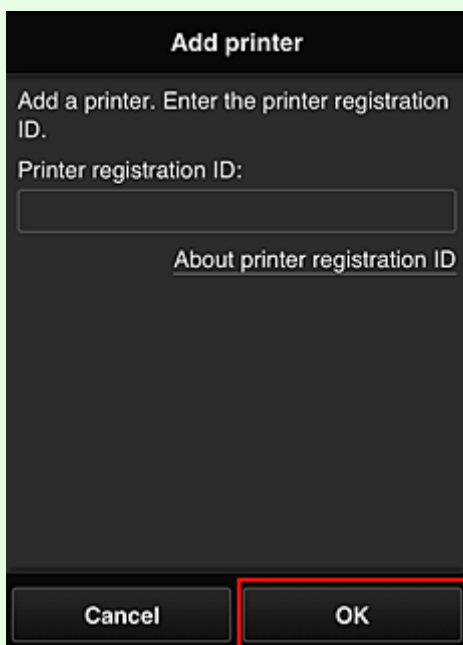 Add printer
Add a printer. Enter the printer registration
ID.
Printer registration ID:
About printer registration ID
Cancel
OK